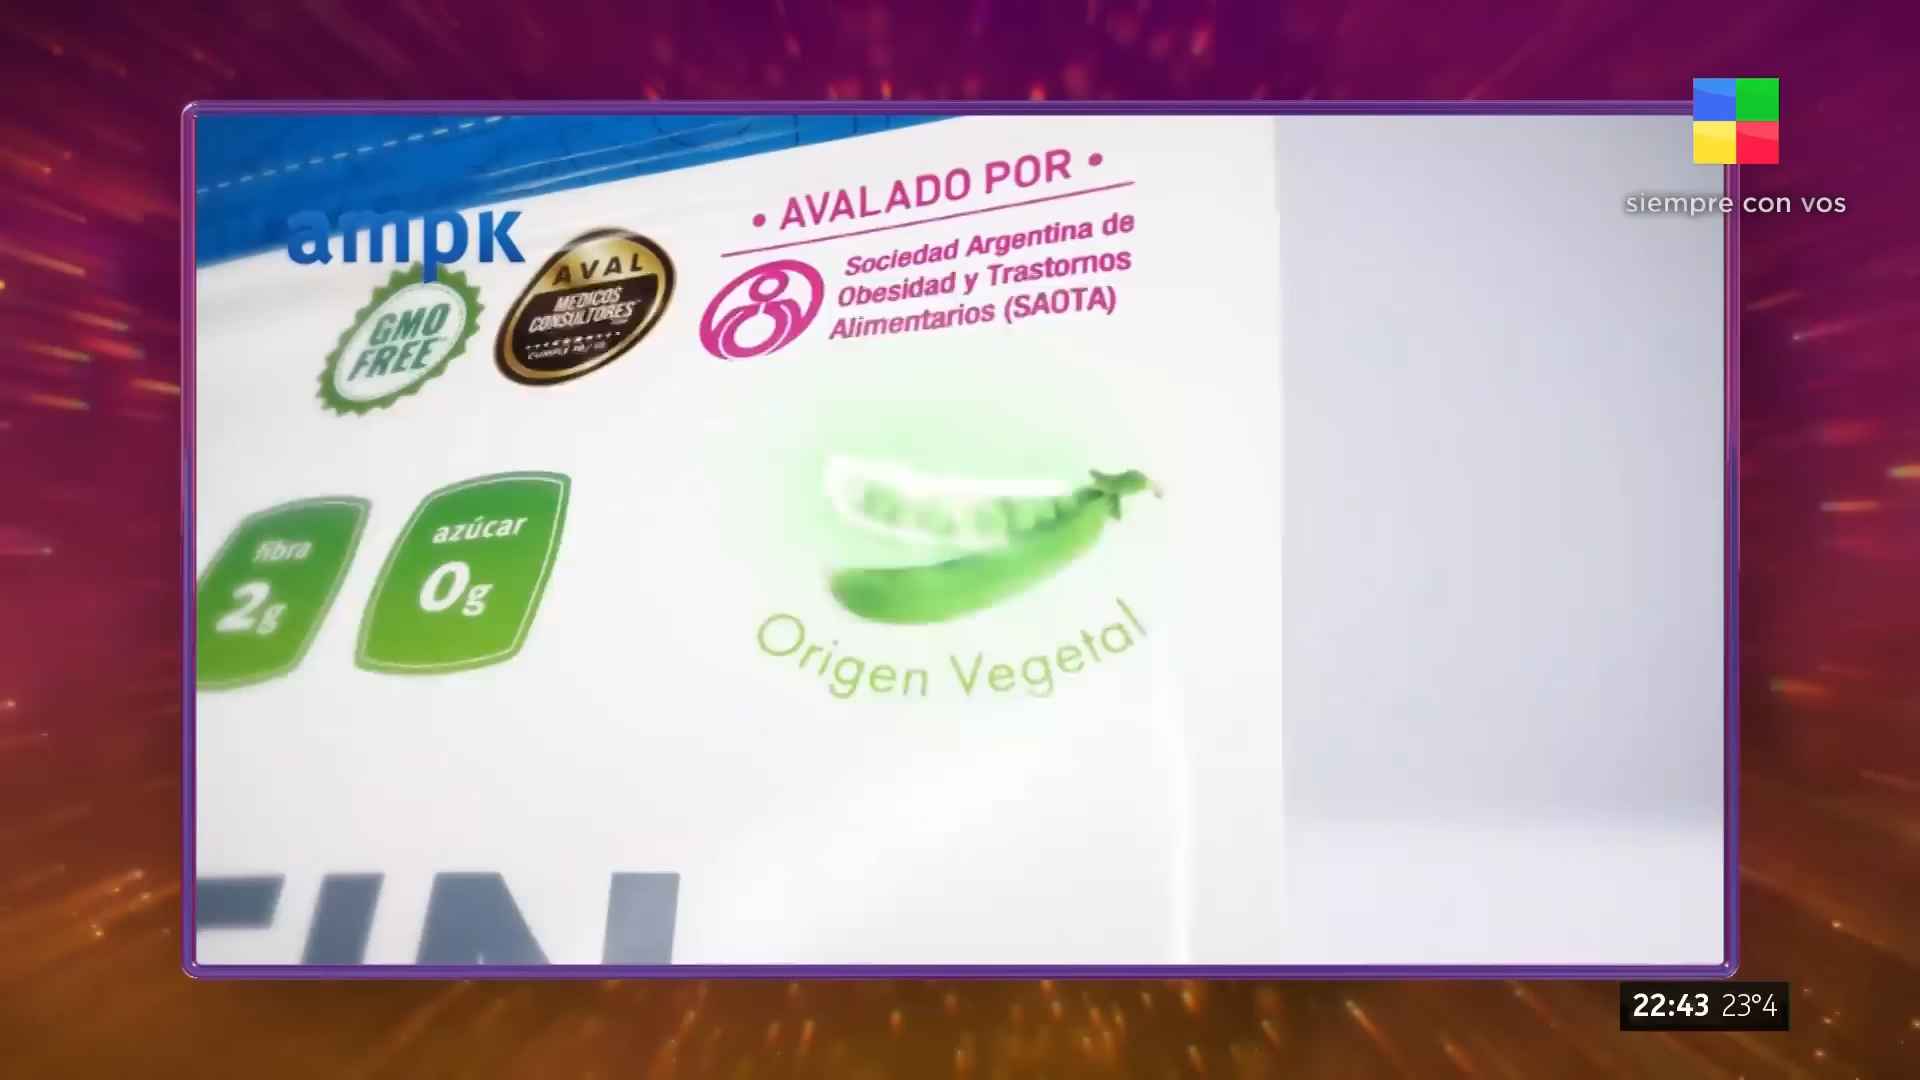 siempre con vos
ampk
• AVALADO POR •
Sociedad Argentina de
Obesidad y Trastornos
Alimentarios (SAOTA)
AVAL
MEDICOS
CONSULTORES
GMO
FREE
fibra
2g
azúcar
0g
Origen Vegetal
22:43 23°4